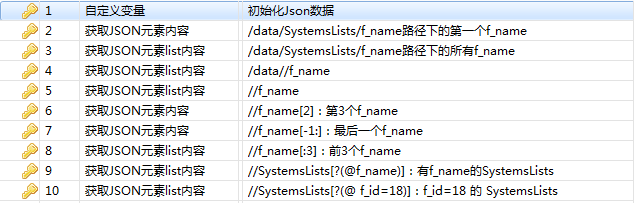 1 自定义变量 初始化Json数据
2 获取JSON元素内容 /data/SystemsLists/f_name路径下的第一个f_name
3 获取JSON元素list内容 /data/SystemsLists/f_name路径下的所有f_name
4 获取JSON元素list内容 /data//f_name
5 获取JSON元素list内容 //f_name
6 获取JSON元素list内容 //f_name[2]：第3个f_name
7 获取JSON元素list内容 //f_name[-1:]：最后一个f_name
8 获取JSON元素list内容 //f_name[:3]：前3个f_name
9 获取JSON元素list内容 //SystemsLists[?(@f_name)]：有f_name的SystemsLists
10 获取JSON元素list内容 //SystemsLists[?(@ f_id=18)]：f_id=18 的 SystemsLists